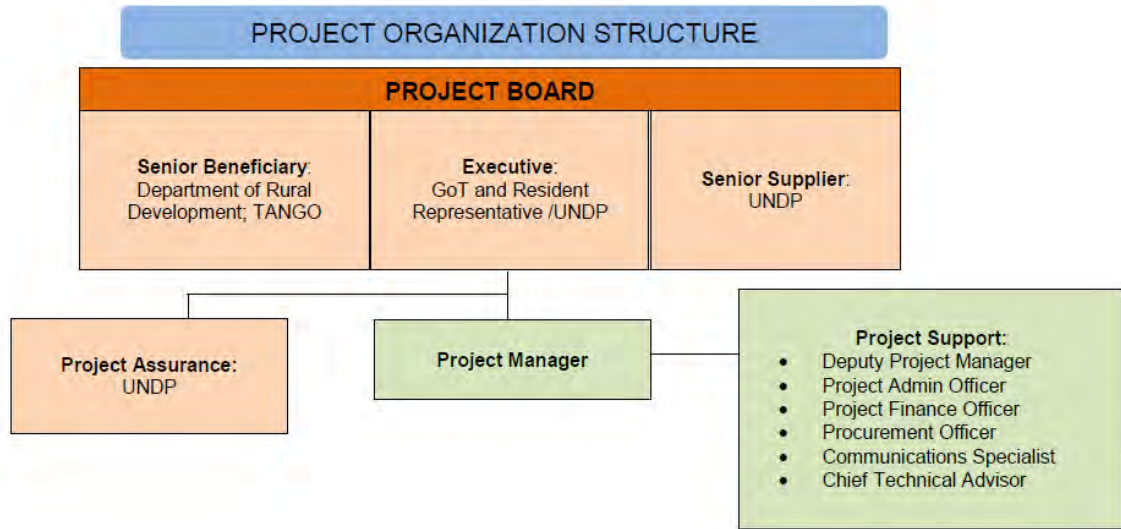 PROJECT ORGANIZATION STRUCTURE
PROJECT BOARD
Senior Beneficiary:
Department of Rural
Development; TANGO
Executive:
GoT and Resident
Representative /UNDP
Senior Supplier:
UNDP
Project Assurance:
UNDP
Project Manager
Project Support:
• Deputy Project Manager
• Project Admin Officer
• Project Finance Officer
• Procurement Officer
• Communications Specialist
• Chief Technical Advisor